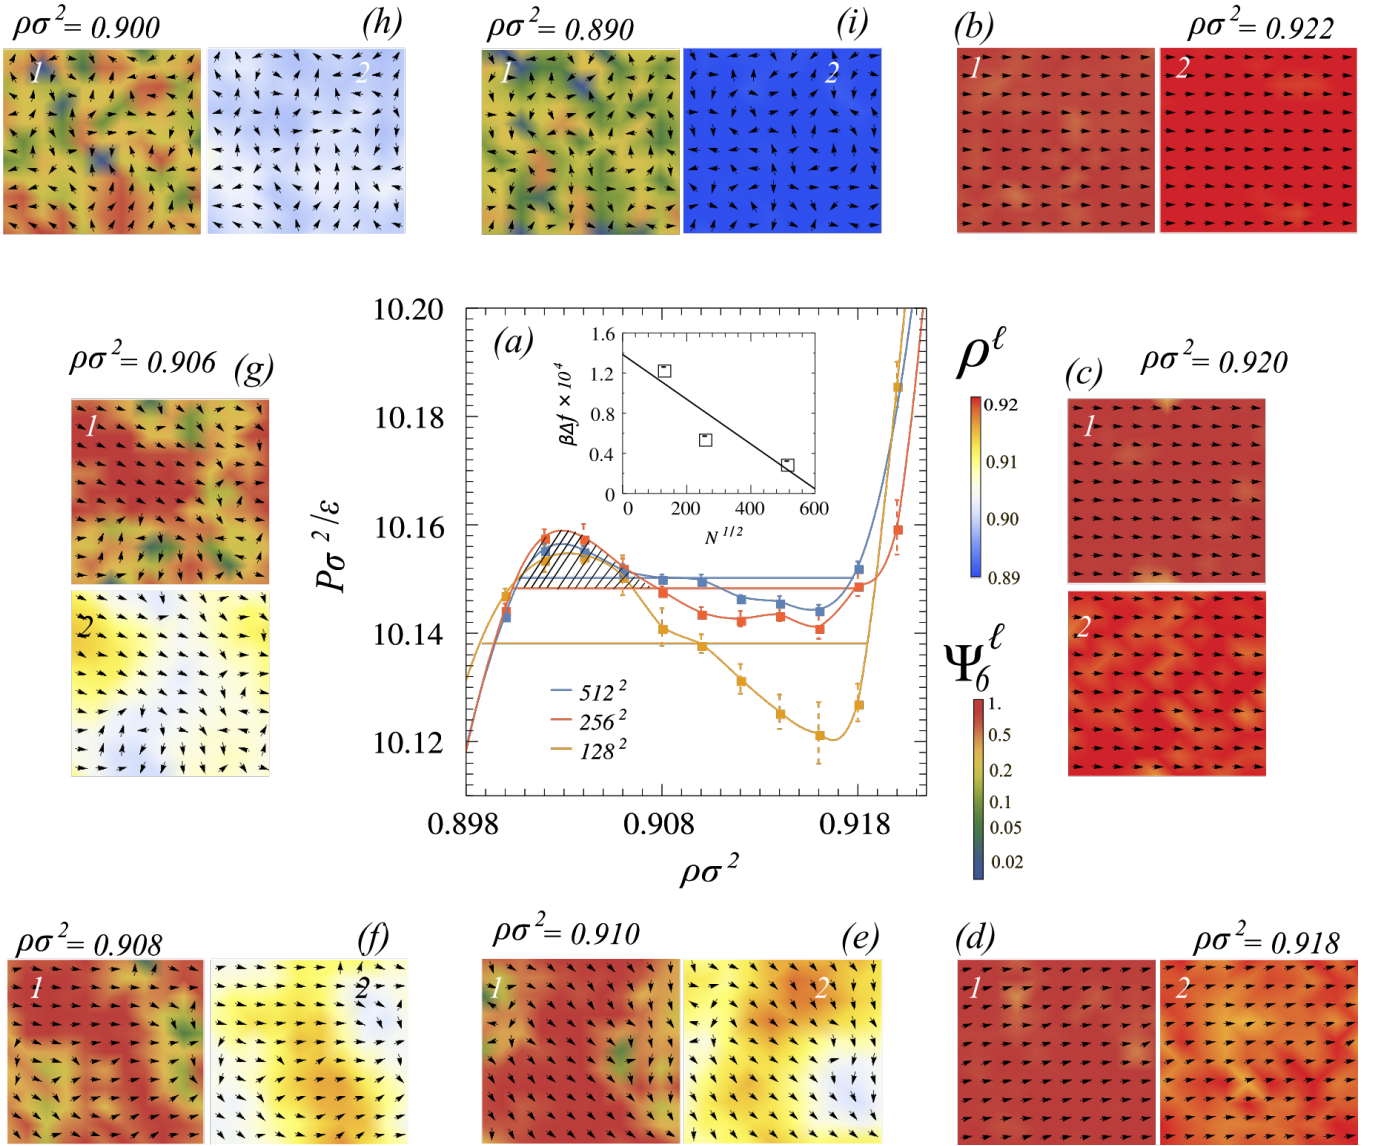 ρσ² = 0.900 (h)
1 2
ρσ² = 0.890 (i)
1 2
(b) ρσ² = 0.922
1 2
ρσ² = 0.906 (g)
1
2
(a)
10.20
10.18
10.16
10.14
10.12
Pσ²/ε
0.898 0.908 0.918
ρσ²
512²
256²
128²
βΔf × 10⁴
1.6
1.2
0.8
0.4
0
0 200 400 600
N^{1/2}
ρ^ℓ
0.92
0.91
0.90
0.89
Ψ₆^ℓ
1.
0.5
0.2
0.1
0.05
0.02
(c) ρσ² = 0.920
1
2
ρσ² = 0.908 (f)
1 2
ρσ² = 0.910 (e)
1 2
(d) ρσ² = 0.918
1 2